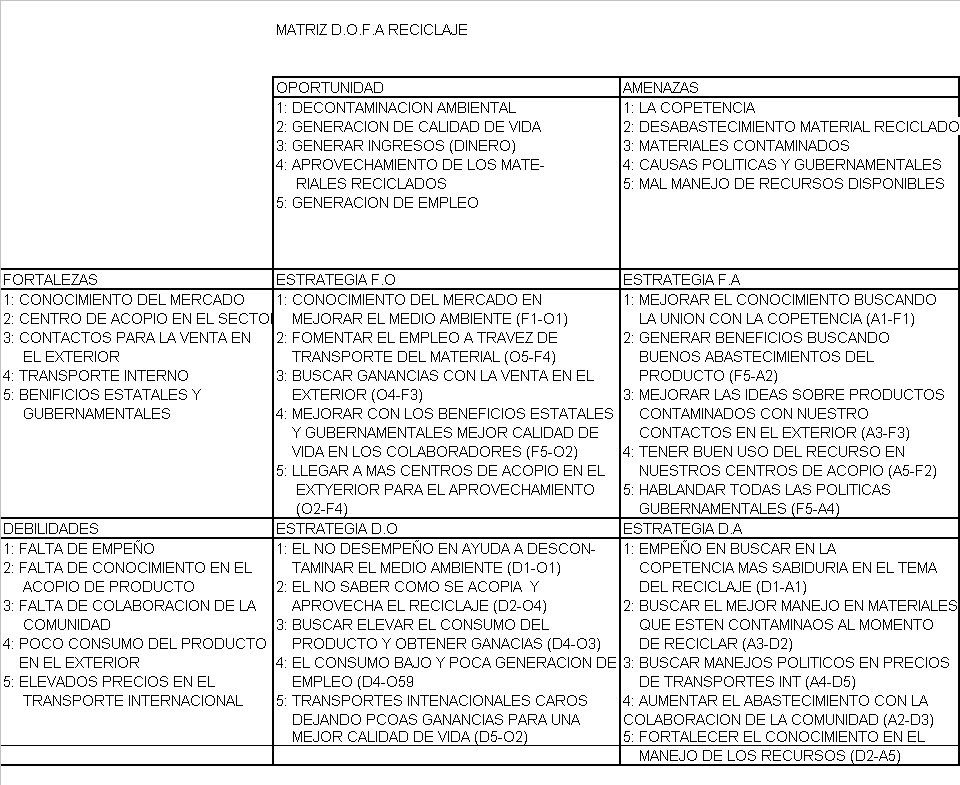 MATRIZ D.O.F.A RECICLAJE
OPORTUNIDAD
1: DECONTAMINACION AMBIENTAL
2: GENERACION DE CALIDAD DE VIDA
3: GENERAR INGRESOS (DINERO)
4: APROVECHAMIENTO DE LOS MATE-
RIALES RECICLADOS
5: GENERACION DE EMPLEO
AMENAZAS
1: LA COPETENCIA
2: DESABASTECIMIENTO MATERIAL RECICLADO
3: MATERIALES CONTAMINADOS
4: CAUSAS POLITICAS Y GUBERNAMENTALES
5: MAL MANEJO DE RECURSOS DISPONIBLES
FORTALEZAS
1: CONOCIMIENTO DEL MERCADO
2: CENTRO DE ACOPIO EN EL SECTO
3: CONTACTOS PARA LA VENTA EN
EL EXTERIOR
4: TRANSPORTE INTERNO
5: BENIFICIOS ESTATALES Y
GUBERNAMENTALES
ESTRATEGIA F.O
1: CONOCIMIENTO DEL MERCADO EN
MEJORAR EL MEDIO AMBIENTE (F1-O1)
2: FOMENTAR EL EMPLEO A TRAVEZ DE
TRANSPORTE DEL MATERIAL (O5-F4)
3: BUSCAR GANANCIAS CON LA VENTA EN EL
EXTERIOR (O4-F3)
4: MEJORAR CON LOS BENEFICIOS ESTATALES
Y GUBERNAMENTALES MEJOR CALIDAD DE
VIDA EN LOS COLABORADORES (F5-O2)
5: LLEGAR A MAS CENTROS DE ACOPIO EN EL
EXTYERIOR PARA EL APROVECHAMIENTO
(O2-F4)
ESTRATEGIA F.A
1: MEJORAR EL CONOCIMIENTO BUSCANDO
LA UNION CON LA COPETENCIA (A1-F1)
2: GENERAR BENEFICIOS BUSCANDO
BUENOS ABASTECIMIENTOS DEL
PRODUCTO (F5-A2)
3: MEJORAR LAS IDEAS SOBRE PRODUCTOS
CONTAMINADOS CON NUESTRO
CONTACTOS EN EL EXTERIOR (A3-F3)
4: TENER BUEN USO DEL RECURSO EN
NUESTROS CENTROS DE ACOPIO (A5-F2)
5: HABLANDAR TODAS LAS POLITICAS
GUBERNAMENTALES (F5-A4)
DEBILIDADES
1: FALTA DE EMPEÑO
2: FALTA DE CONOCIMIENTO EN EL
ACOPIO DE PRODUCTO
3: FALTA DE COLABORACION DE LA
COMUNIDAD
4: POCO CONSUMO DEL PRODUCTO
EN EL EXTERIOR
5: ELEVADOS PRECIOS EN EL
TRANSPORTE INTERNACIONAL
ESTRATEGIA D.O
1: EL NO DESEMPEÑO EN AYUDA A DESCON-
TAMINAR EL MEDIO AMBIENTE (D1-O1)
2: EL NO SABER COMO SE ACOPIA Y
APROVECHA EL RECICLAJE (D2-O4)
3: BUSCAR ELEVAR EL CONSUMO DEL
PRODUCTO Y OBTENER GANACIAS (D4-O3)
4: EL CONSUMO BAJO Y POCA GENERACION DE
EMPLEO (D4-O59
5: TRANSPORTES INTENACIONALES CAROS
DEJANDO PCOAS GANANCIAS PARA UNA
MEJOR CALIDAD DE VIDA (D5-O2)
ESTRATEGIA D.A
1: EMPEÑO EN BUSCAR EN LA
COPETENCIA MAS SABIDURIA EN EL TEMA
DEL RECICLAJE (D1-A1)
2: BUSCAR EL MEJOR MANEJO EN MATERIALES
QUE ESTEN CONTAMINAOS AL MOMENTO
DE RECICLAR (A3-D2)
3: BUSCAR MANEJOS POLITICOS EN PRECIOS
DE TRANSPORTES INT (A4-D5)
4: AUMENTAR EL ABASTECIMIENTO CON LA
COLABORACION DE LA COMUNIDAD (A2-D3)
5: FORTALECER EL CONOCIMIENTO EN EL
MANEJO DE LOS RECURSOS (D2-A5)